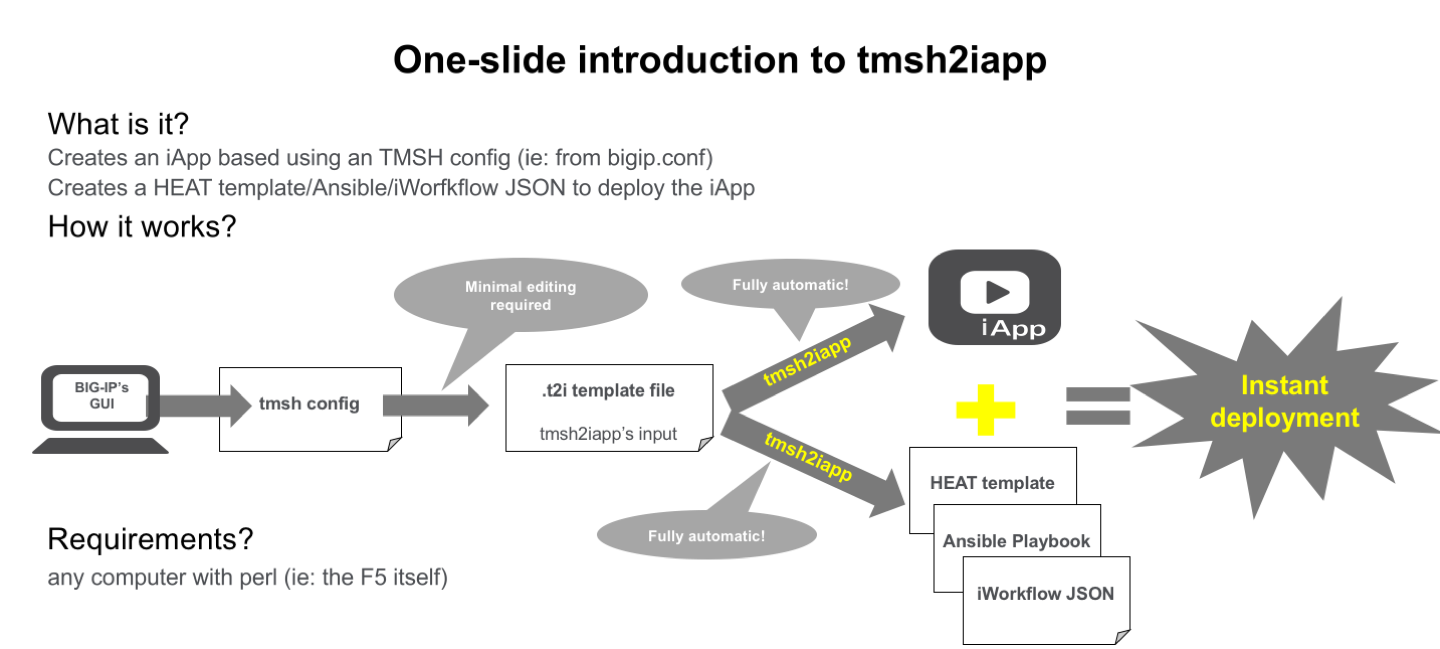 One-slide introduction to tmsh2iapp
What is it?
Creates an iApp based using an TMSH config (ie: from bigip.conf)
Creates a HEAT template/Ansible/iWorfkflow JSON to deploy the iApp
How it works?
Minimal editing
required
Fully automatic!
iApp
BIG-IP's
GUI
tmsh config
.t2i template file
tmsh2iapp's input
tmsh2iapp
tmsh2iapp
Instant
deployment
Fully automatic!
HEAT template
Ansible Playbook
iWorkflow JSON
Requirements?
any computer with perl (ie: the F5 itself)